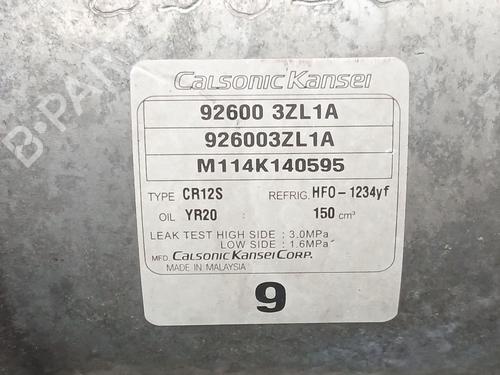 CALSONIC KANSEI
92600 3ZL1A
926003ZL1A
M114K140595
TYPE CR12S REFRIG. HFO-1234yf
OIL YR20 150 cm³
LEAK TEST HIGH SIDE : 3.0MPa
LOW SIDE : 1.6MPa
MFD. CALSONIC KANSEI CORP.
MADE IN MALAYSIA
9
B-PARTS